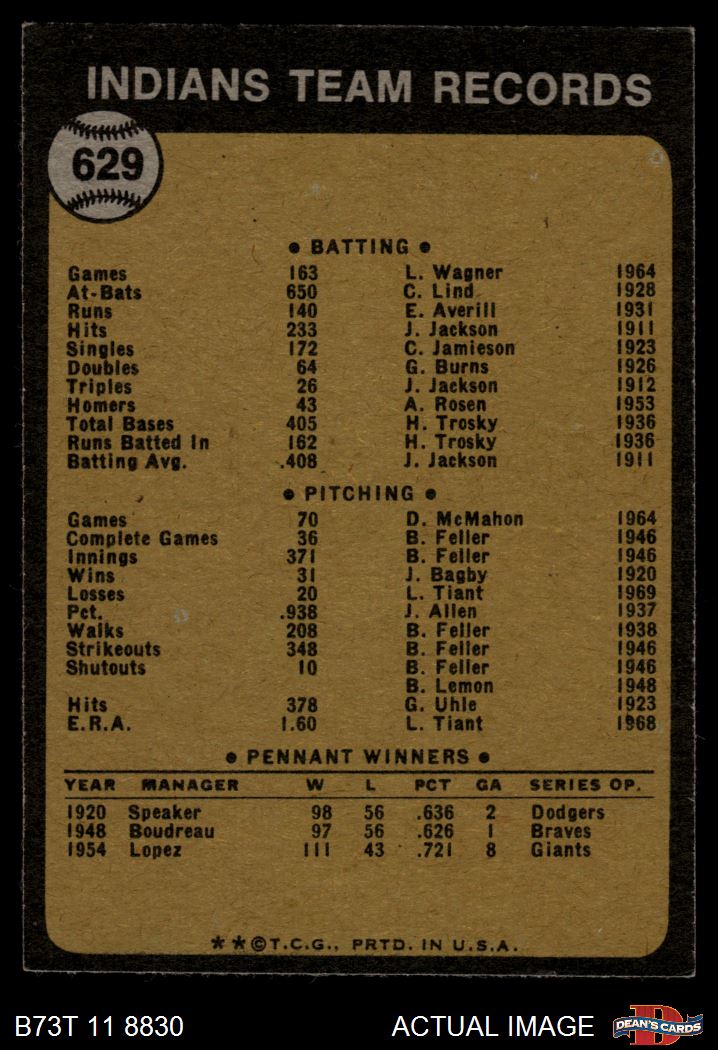 INDIANS TEAM RECORDS
629
• BATTING •
Games 163 L. Wagner 1964
At-Bats 650 C. Lind 1928
Runs 140 E. Averill 1931
Hits 233 J. Jackson 1911
Singles 172 C. Jamieson 1923
Doubles 64 G. Burns 1926
Triples 26 J. Jackson 1912
Homers 43 A. Rosen 1953
Total Bases 405 H. Trosky 1936
Runs Batted In 162 H. Trosky 1936
Batting Avg. .408 J. Jackson 1911
• PITCHING •
Games 70 D. McMahon 1964
Complete Games 36 B. Feller 1946
Innings 371 B. Feller 1946
Wins 31 J. Bagby 1920
Losses 20 L. Tiant 1969
Pct. .938 J. Allen 1937
Walks 208 B. Feller 1938
Strikeouts 348 B. Feller 1946
Shutouts 10 B. Feller 1946
B. Lemon 1948
Hits 378 G. Uhle 1923
E.R.A. 1.60 L. Tiant 1968
• PENNANT WINNERS •
YEAR MANAGER W L PCT GA SERIES OP.
1920 Speaker 98 56 .636 2 Dodgers
1948 Boudreau 97 56 .626 1 Braves
1954 Lopez 111 43 .721 8 Giants
**©T.C.G., PRTD. IN U.S.A.
B73T 11 8830 ACTUAL IMAGE D DEAN'S CARDS